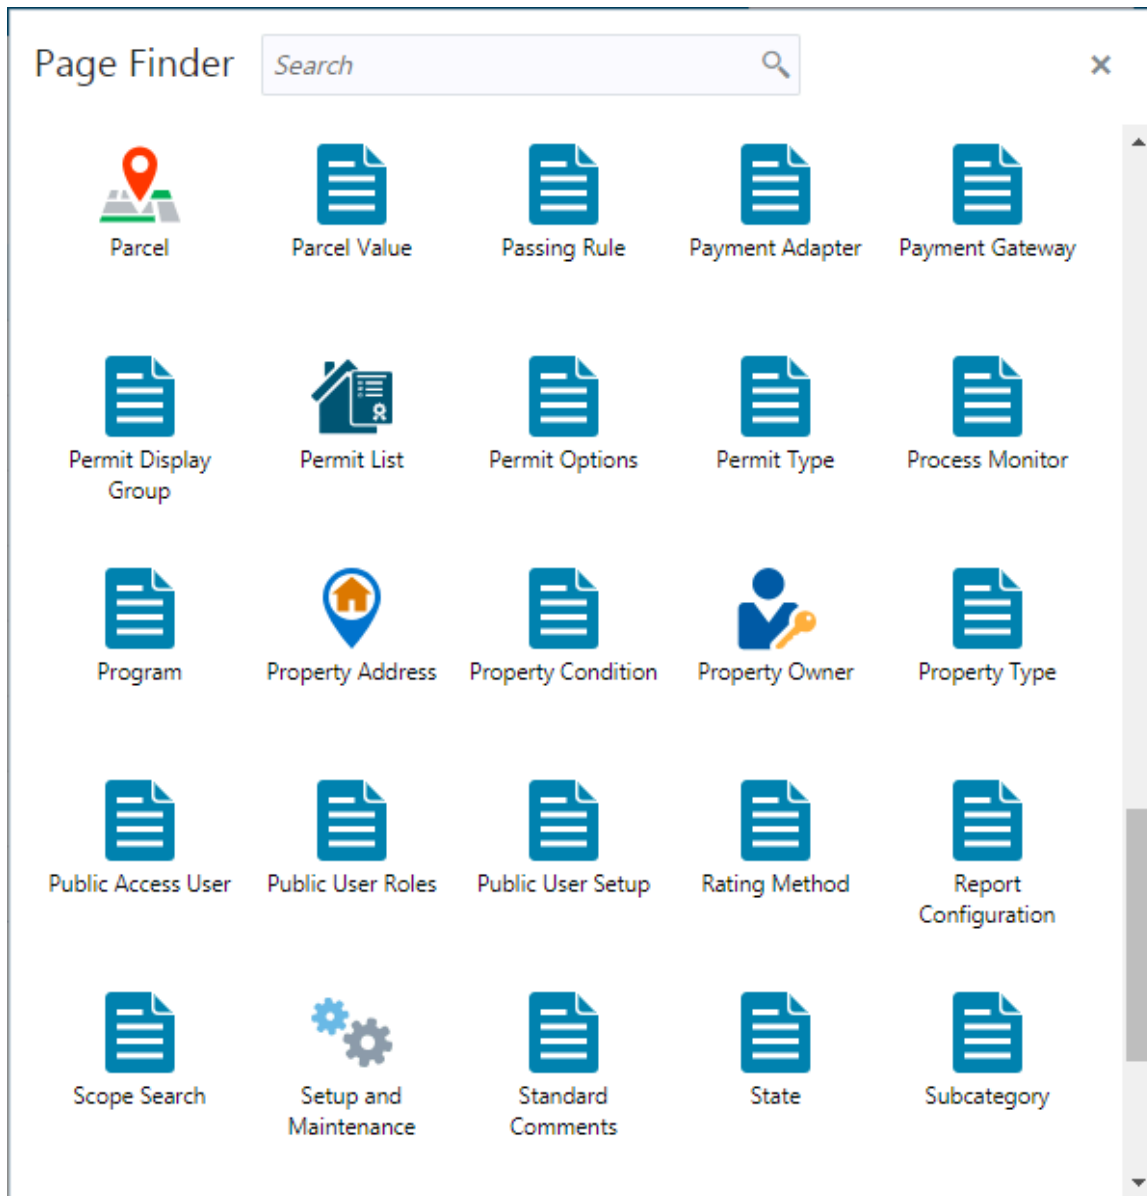 Page Finder
Search
Parcel
Parcel Value
Passing Rule
Payment Adapter
Payment Gateway
Permit Display
Group
Permit List
Permit Options
Permit Type
Process Monitor
Program
Property Address
Property Condition
Property Owner
Property Type
Public Access User
Public User Roles
Public User Setup
Rating Method
Report
Configuration
Scope Search
Setup and
Maintenance
Standard
Comments
State
Subcategory